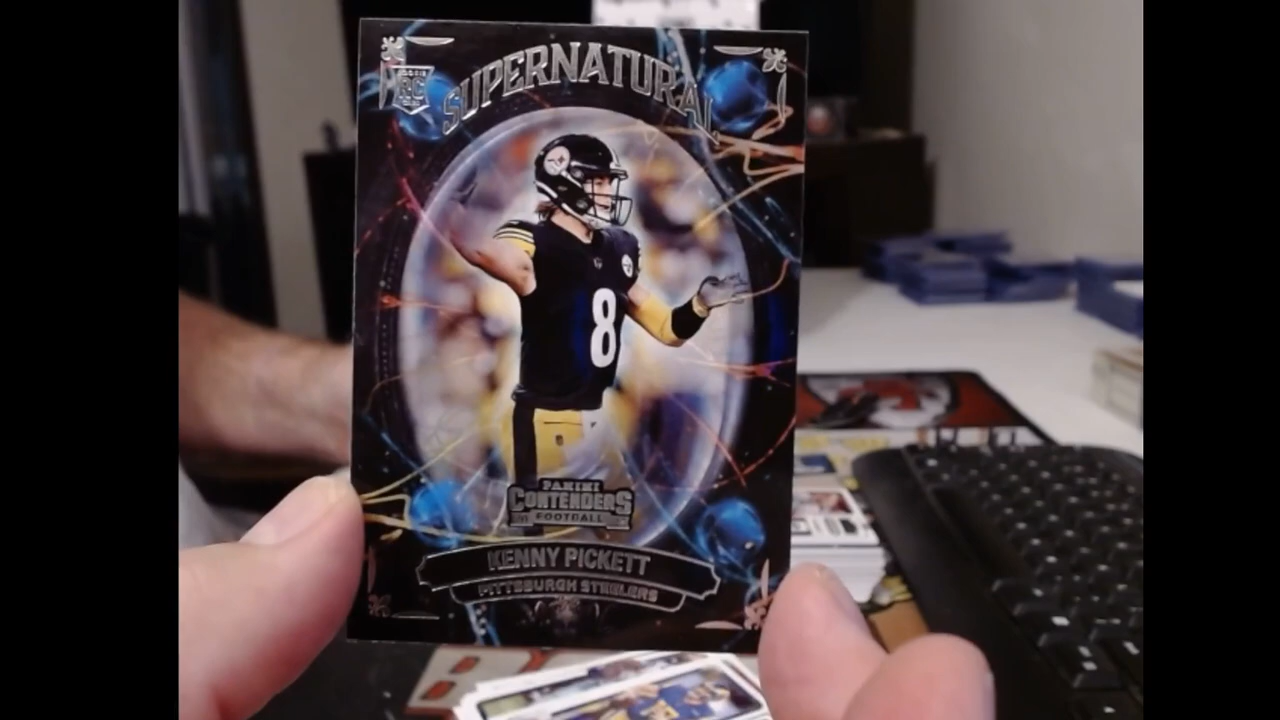 SUPERNATURAL
RC
8
PANINI
CONTENDERS
FOOTBALL
KENNY PICKETT
PITTSBURGH STEELERS